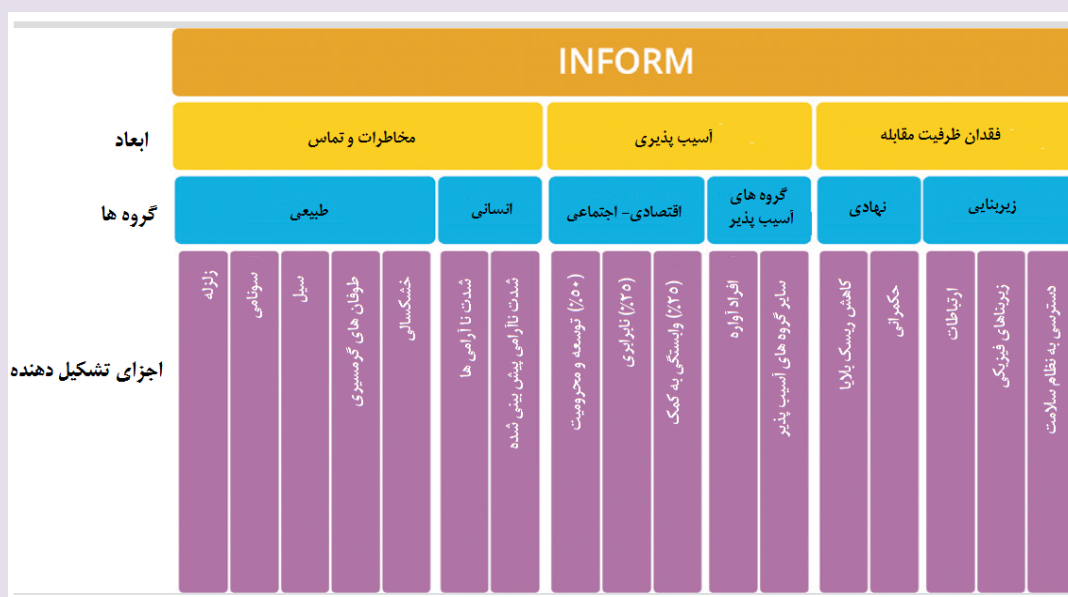 INFORM
ابعاد
مخاطرات و تماس
آسیب پذیری
فقدان ظرفیت مقابله
گروه ها
طبیعی
انسانی
اقتصادی- اجتماعی
گروه های
آسیب پذیر
نهادی
زیربنایی
اجزای تشکیل دهنده
زلزله
سونامی
سیل
طوفان های گرمسیری
خشکسالی
شدت نا آرامی ها
شدت ناآرامی پیش بینی شده
توسعه و محرومیت (۵۰٪)
نابرابری (۲۵٪)
وابستگی به کمک (۲۵٪)
افراد آواره
سایر گروه های آسیب پذیر
کاهش ریسک بلایا
حکمرانی
ارتباطات
زیربناهای فیزیکی
دسترسی به نظام سلامت